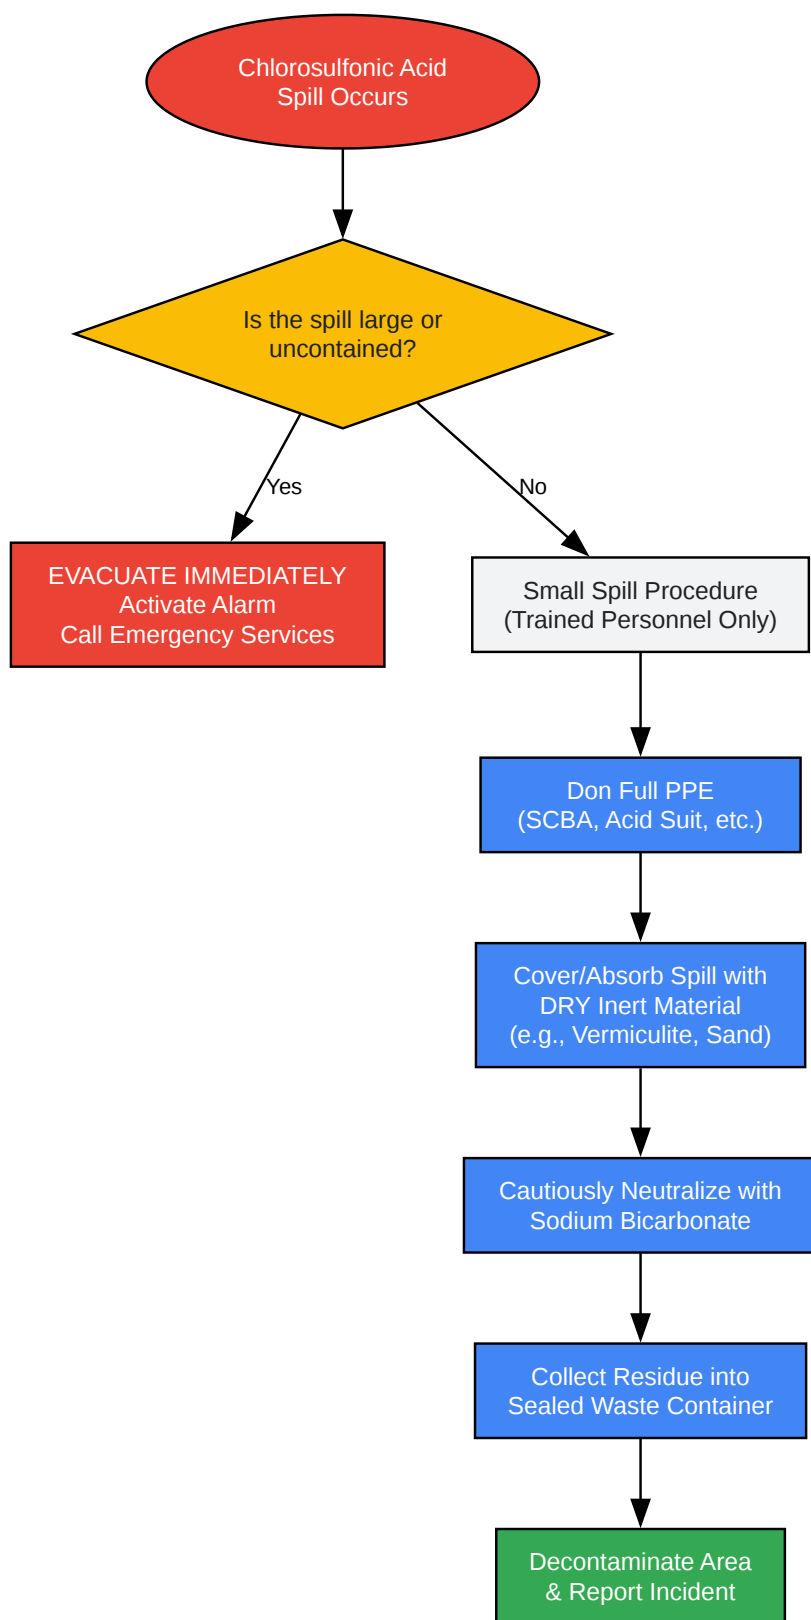 Chlorosulfonic Acid
Spill Occurs
Is the spill large or
uncontained?
Yes
No
EVACUATE IMMEDIATELY
Activate Alarm
Call Emergency Services
Small Spill Procedure
(Trained Personnel Only)
Don Full PPE
(SCBA, Acid Suit, etc.)
Cover/Absorb Spill with
DRY Inert Material
(e.g., Vermiculite, Sand)
Cautiously Neutralize with
Sodium Bicarbonate
Collect Residue into
Sealed Waste Container
Decontaminate Area
& Report Incident